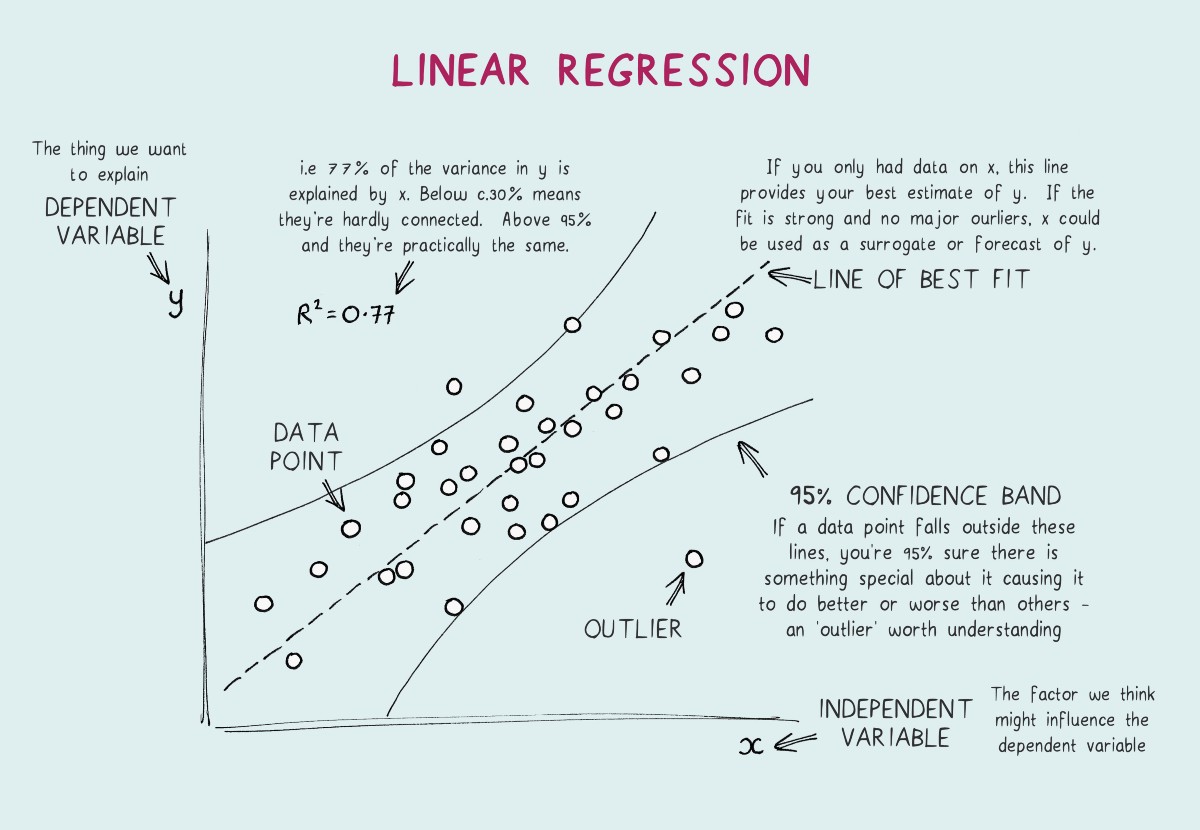 LINEAR REGRESSION
The thing we want
to explain
DEPENDENT
VARIABLE
y
i.e 77% of the variance in y is
explained by x. Below c.30% means
they're hardly connected. Above 95%
and they're practically the same.
R²=0.77
If you only had data on x, this line
provides your best estimate of y. If the
fit is strong and no major ourliers, x could
be used as a surrogate or forecast of y.
LINE OF BEST FIT
DATA
POINT
95% CONFIDENCE BAND
If a data point falls outside these
lines, you're 95% sure there is
something special about it causing it
to do better or worse than others -
an 'outlier' worth understanding
OUTLIER
INDEPENDENT
VARIABLE
x
The factor we think
might influence the
dependent variable